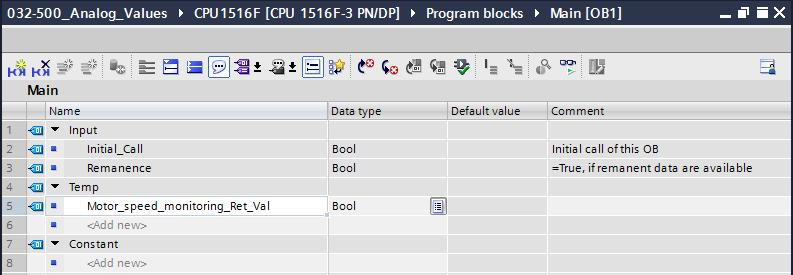 032-500_Analog_Values ▸ CPU1516F [CPU 1516F-3 PN/DP] ▸ Program blocks ▸ Main [OB1]
Main
Name Data type Default value Comment
1 Input
2 Initial_Call Bool Initial call of this OB
3 Remanence Bool =True, if remanent data are available
4 Temp
5 Motor_speed_monitoring_Ret_Val Bool
6 <Add new>
7 Constant
8 <Add new>